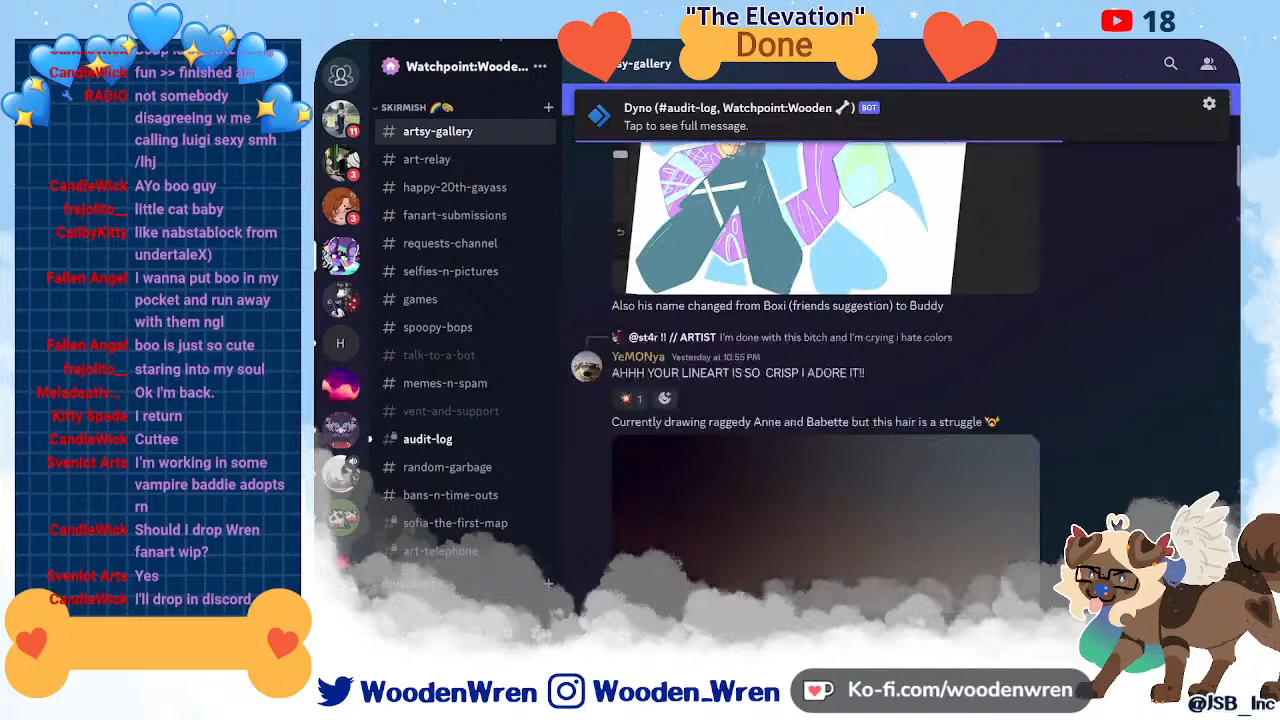 "The Elevation"
Done
18
CandleWick fun >> finished art
RADIO not somebody
disagreeing w me
calling luigi sexy smh
/lhj
CandleWick AYo boo guy
frejolito__ little cat baby
CallbyKitty like nabstablock from
undertaleX)
Fallen Angel I wanna put boo in my
pocket and run away
with them ngl
Fallen Angel boo is just so cute
frejolito__ staring into my soul
Meladaptiv... Ok I'm back.
Kitty Spade I return
CandleWick Cuttee
Svenlot Arts I'm working in some
vampire baddie adopts
rn
CandleWick Should I drop Wren
fanart wip?
Svenlot Arts Yes
CandleWick I'll drop in discord
11
3
3
H
Watchpoint:Woode... •••
SKIRMISH 🌈🎨 +
# artsy-gallery
# art-relay
# happy-20th-gayass
# fanart-submissions
# requests-channel
# selfies-n-pictures
# games
# spoopy-bops
# talk-to-a-bot
# memes-n-spam
# vent-and-support
# audit-log
# random-garbage
# bans-n-time-outs
# sofia-the-first-map
# art-telephone
MINECRAFT +
sy-gallery
Dyno (#audit-log, Watchpoint:Wooden 🦴) BOT
Tap to see full message.
Also his name changed from Boxi (friends suggestion) to Buddy
@st4r !! // ARTIST I'm done with this bitch and I'm crying i hate colors
YeMONya Yesterday at 10:55 PM
AHHH YOUR LINEART IS SO CRISP I ADORE IT!!
💥 1
Currently drawing raggedy Anne and Babette but this hair is a struggle 😿
WoodenWren
Wooden_Wren
Ko-fi.com/woodenwren
@JSB_Inc